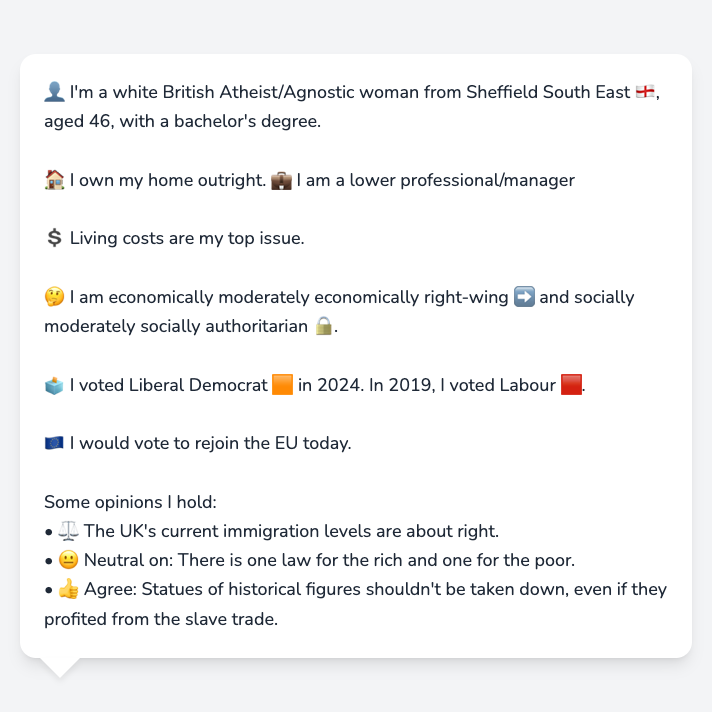 👤 I'm a white British Atheist/Agnostic woman from Sheffield South East 🏴󠁧󠁢󠁥󠁮󠁧󠁿,
aged 46, with a bachelor's degree.
🏠 I own my home outright. 💼 I am a lower professional/manager
💲 Living costs are my top issue.
🤔 I am economically moderately economically right-wing ➡️ and socially
moderately socially authoritarian 🔒.
🗳️ I voted Liberal Democrat 🟧 in 2024. In 2019, I voted Labour 🟥.
🇪🇺 I would vote to rejoin the EU today.
Some opinions I hold:
• ⚖️ The UK's current immigration levels are about right.
• 😐 Neutral on: There is one law for the rich and one for the poor.
• 👍 Agree: Statues of historical figures shouldn't be taken down, even if they
profited from the slave trade.